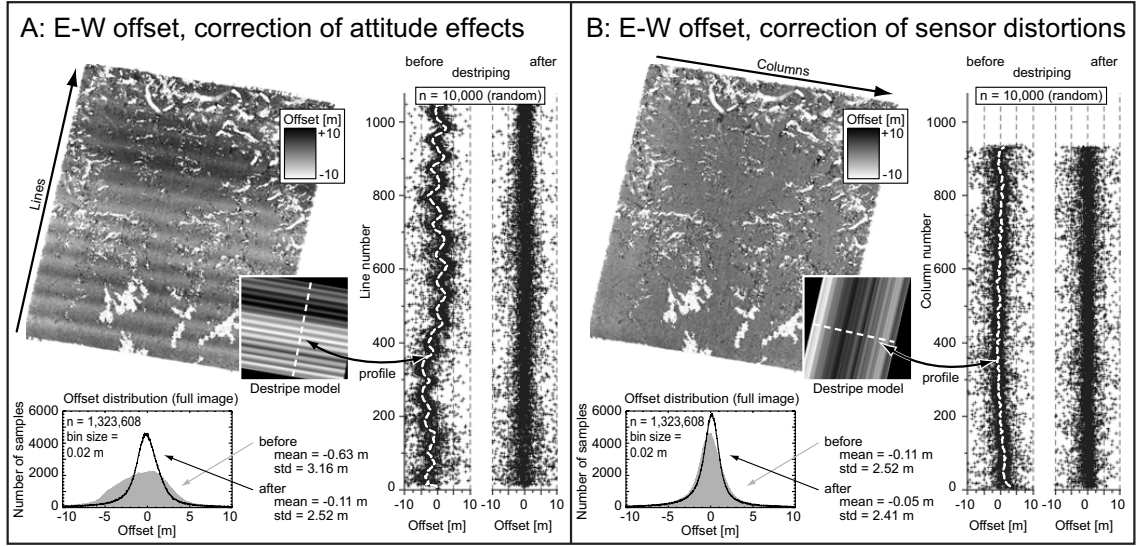 A: E-W offset, correction of attitude effects
before after
destriping
n = 10,000 (random)
Lines
Offset [m]
+10
-10
1000
800
600
400
200
0
Line number
Destripe model
profile
-10 0 10
-10 0 10
Offset [m]
Offset [m]
Offset distribution (full image)
Number of samples
6000
4000
2000
0
n = 1,323,608
bin size =
0.02 m
before
mean = -0.63 m
std = 3.16 m
after
mean = -0.11 m
std = 2.52 m
-10 -5 0 5 10
Offset [m]
B: E-W offset, correction of sensor distortions
before after
destriping
n = 10,000 (random)
Columns
Offset [m]
+10
-10
1000
800
600
400
200
0
Column number
Destripe model
profile
-10 0 10
-10 0 10
Offset [m]
Offset [m]
Offset distribution (full image)
Number of samples
6000
4000
2000
0
n = 1,323,608
bin size =
0.02 m
before
mean = -0.11 m
std = 2.52 m
after
mean = -0.05 m
std = 2.41 m
-10 -5 0 5 10
Offset [m]